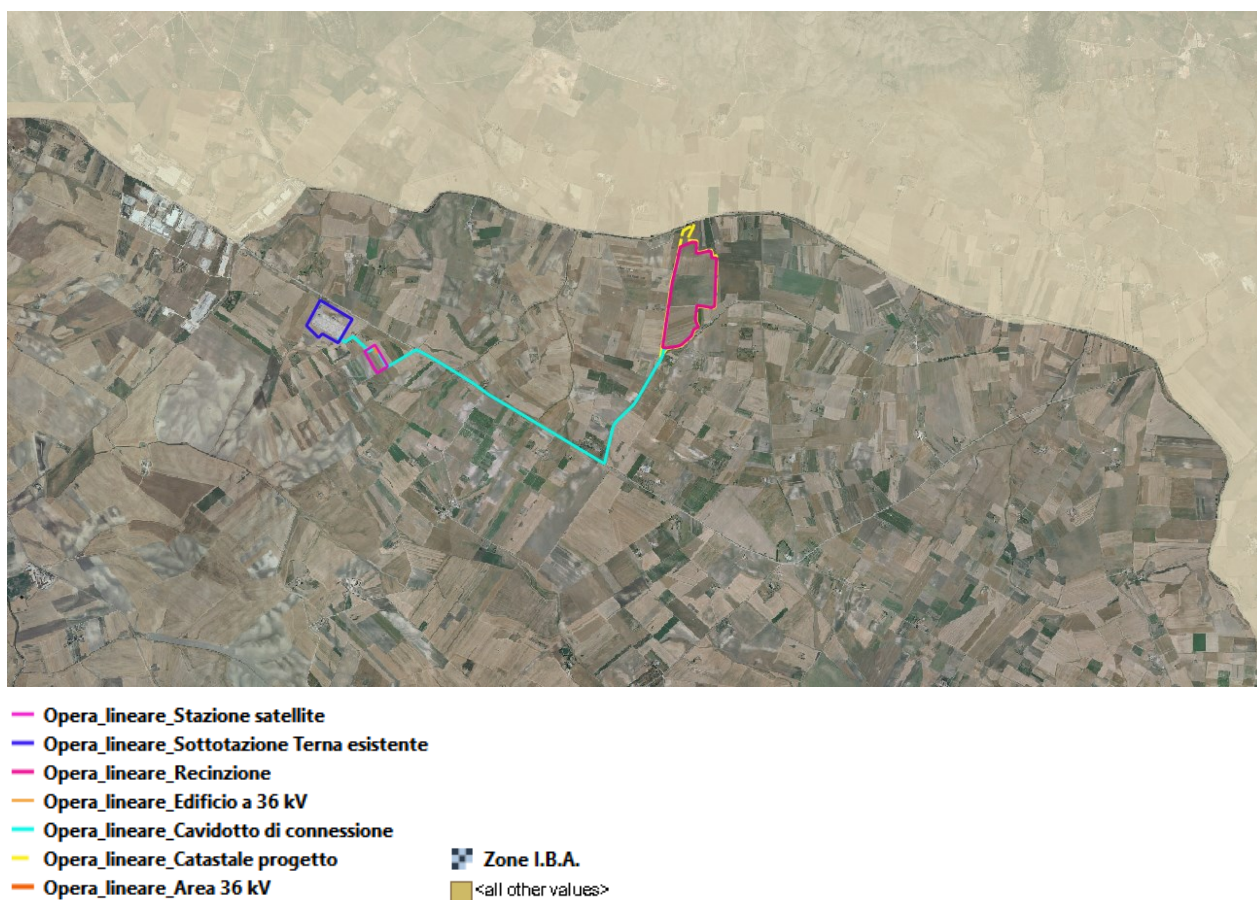 Opera_lineare_Stazione satellite
Opera_lineare_Sottotazione Terna esistente
Opera_lineare_Recinzione
Opera_lineare_Edificio a 36 kV
Opera_lineare_Cavidotto di connessione
Opera_lineare_Catastale progetto
Opera_lineare_Area 36 kV
Zone I.B.A.
<all other values>